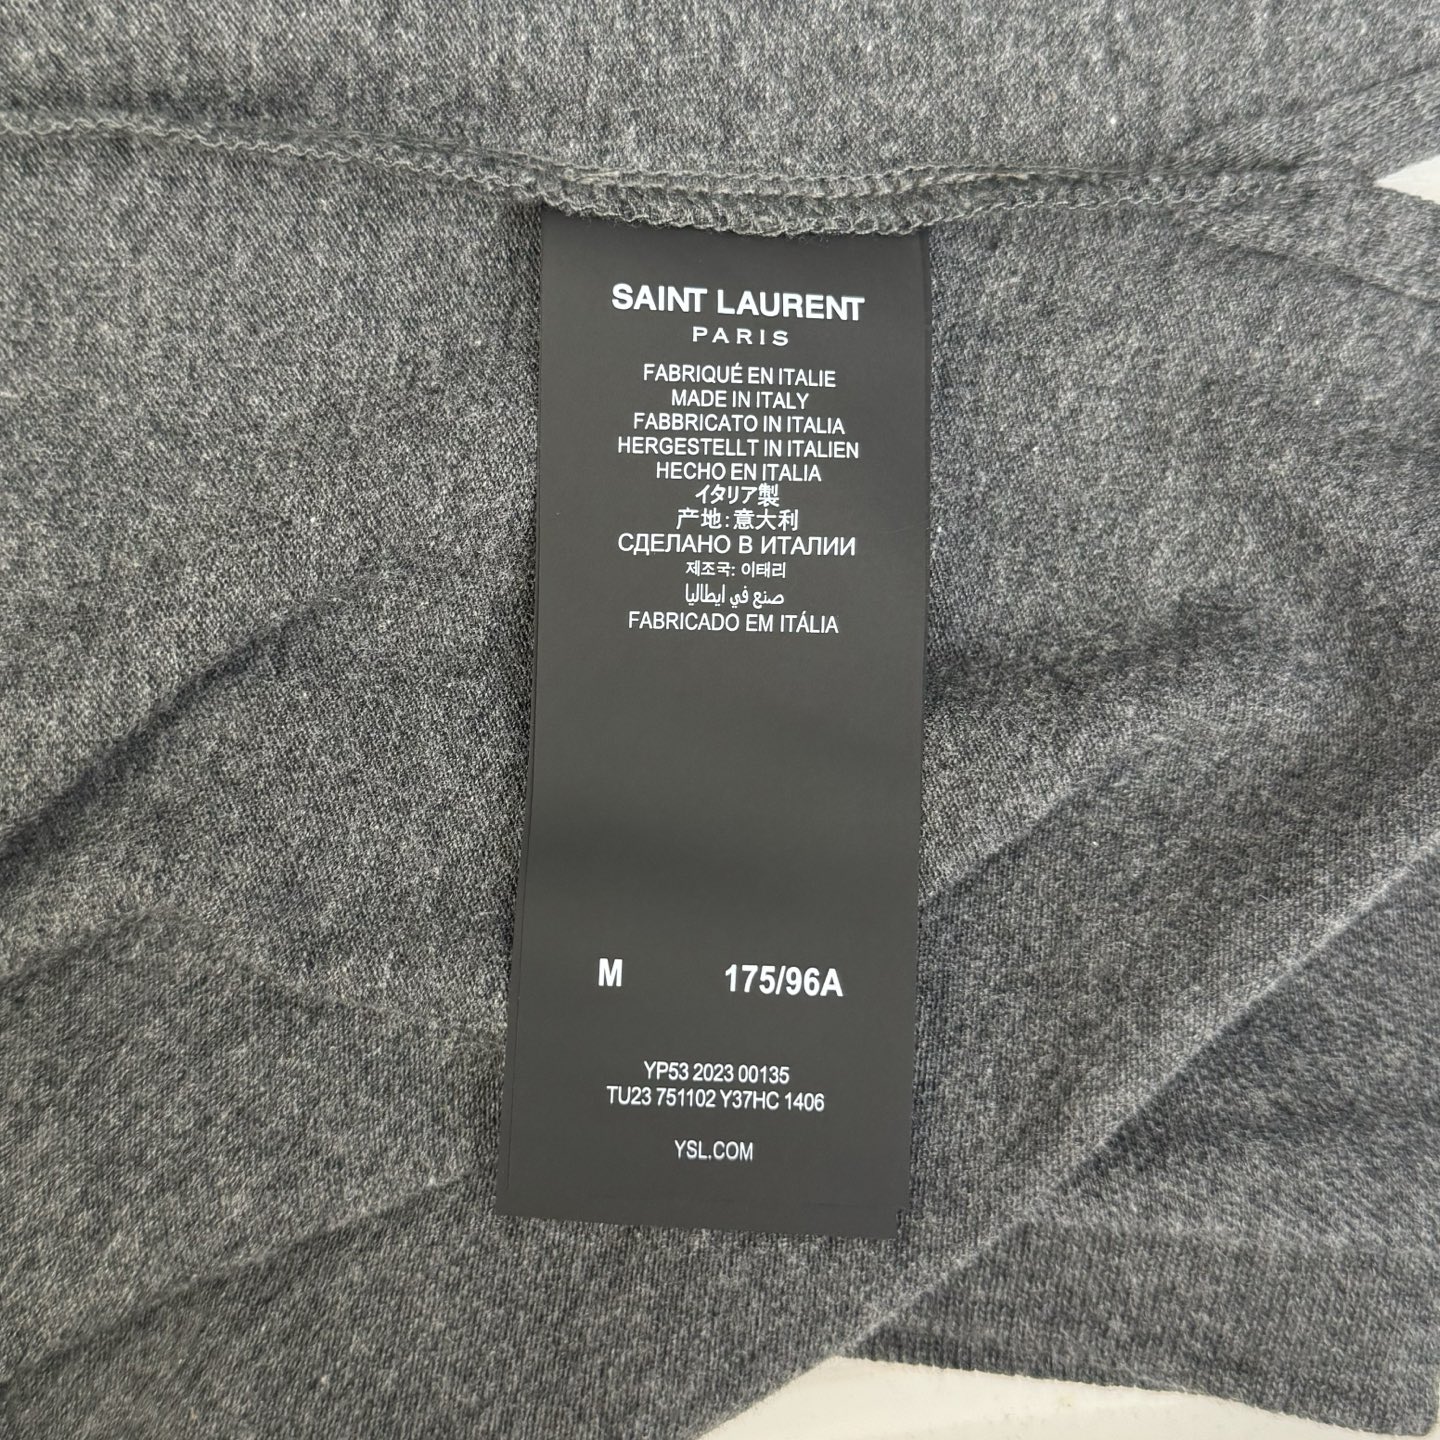 SAINT LAURENT
PARIS
FABRIQUÉ EN ITALIE
MADE IN ITALY
FABBRICATO IN ITALIA
HERGESTELLT IN ITALIEN
HECHO EN ITALIA
イタリア製
产地:意大利
СДЕЛАНО В ИТАЛИИ
제조국: 이태리
صنع في ايطاليا
FABRICADO EM ITÁLIA
M 175/96A
YP53 2023 00135
TU23 751102 Y37HC 1406
YSL.COM